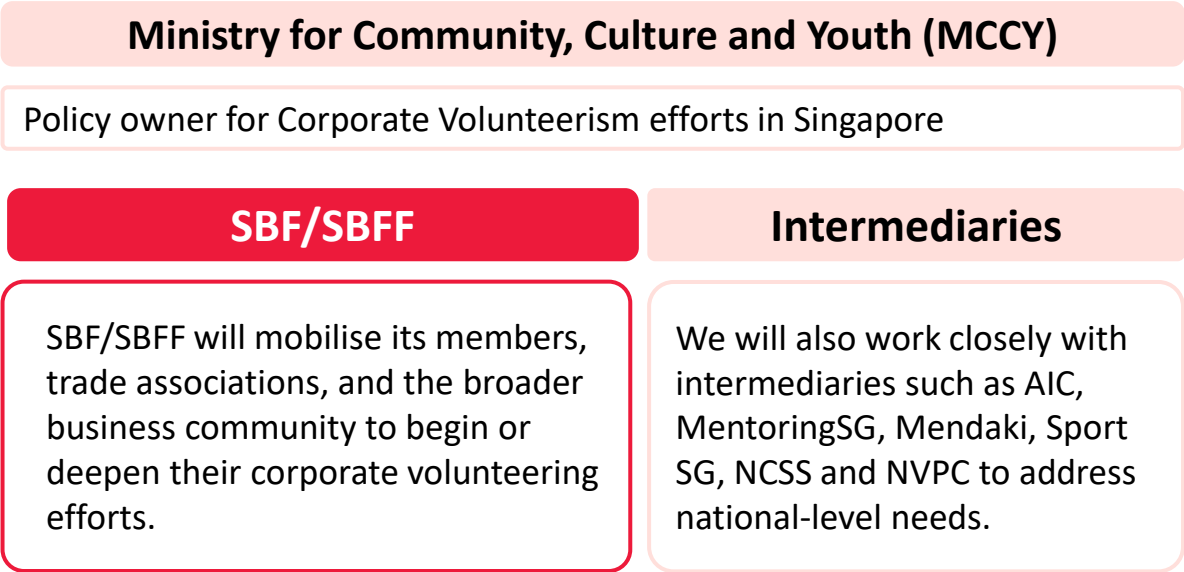 Ministry for Community, Culture and Youth (MCCY)
Policy owner for Corporate Volunteerism efforts in Singapore
SBF/SBFF
SBF/SBFF will mobilise its members,
trade associations, and the broader
business community to begin or
deepen their corporate volunteering
efforts.
Intermediaries
We will also work closely with
intermediaries such as AIC,
MentoringSG, Mendaki, Sport
SG, NCSS and NVPC to address
national-level needs.